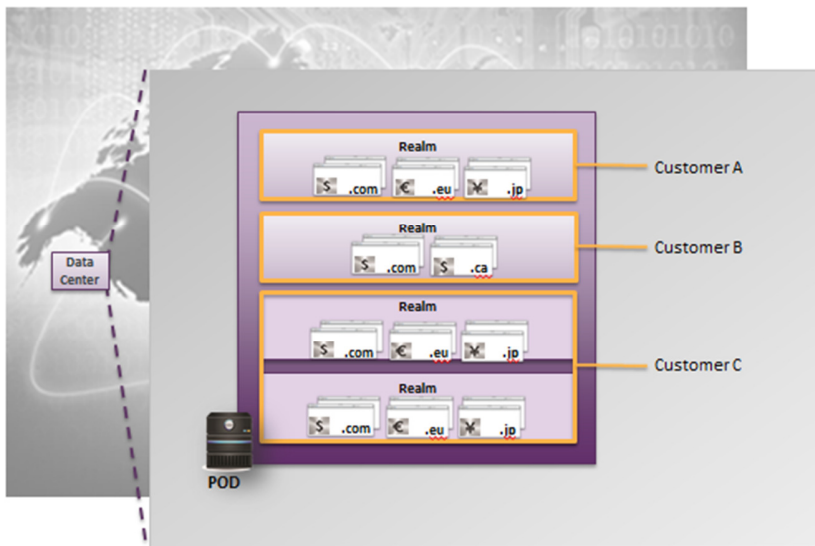 10101010
Data
Center
Realm
$ .com € .eu ¥ .jp
Customer A
Realm
$ .com $ .ca
Customer B
Realm
$ .com € .eu ¥ .jp
Customer C
Realm
$ .com € .eu ¥ .jp
POD